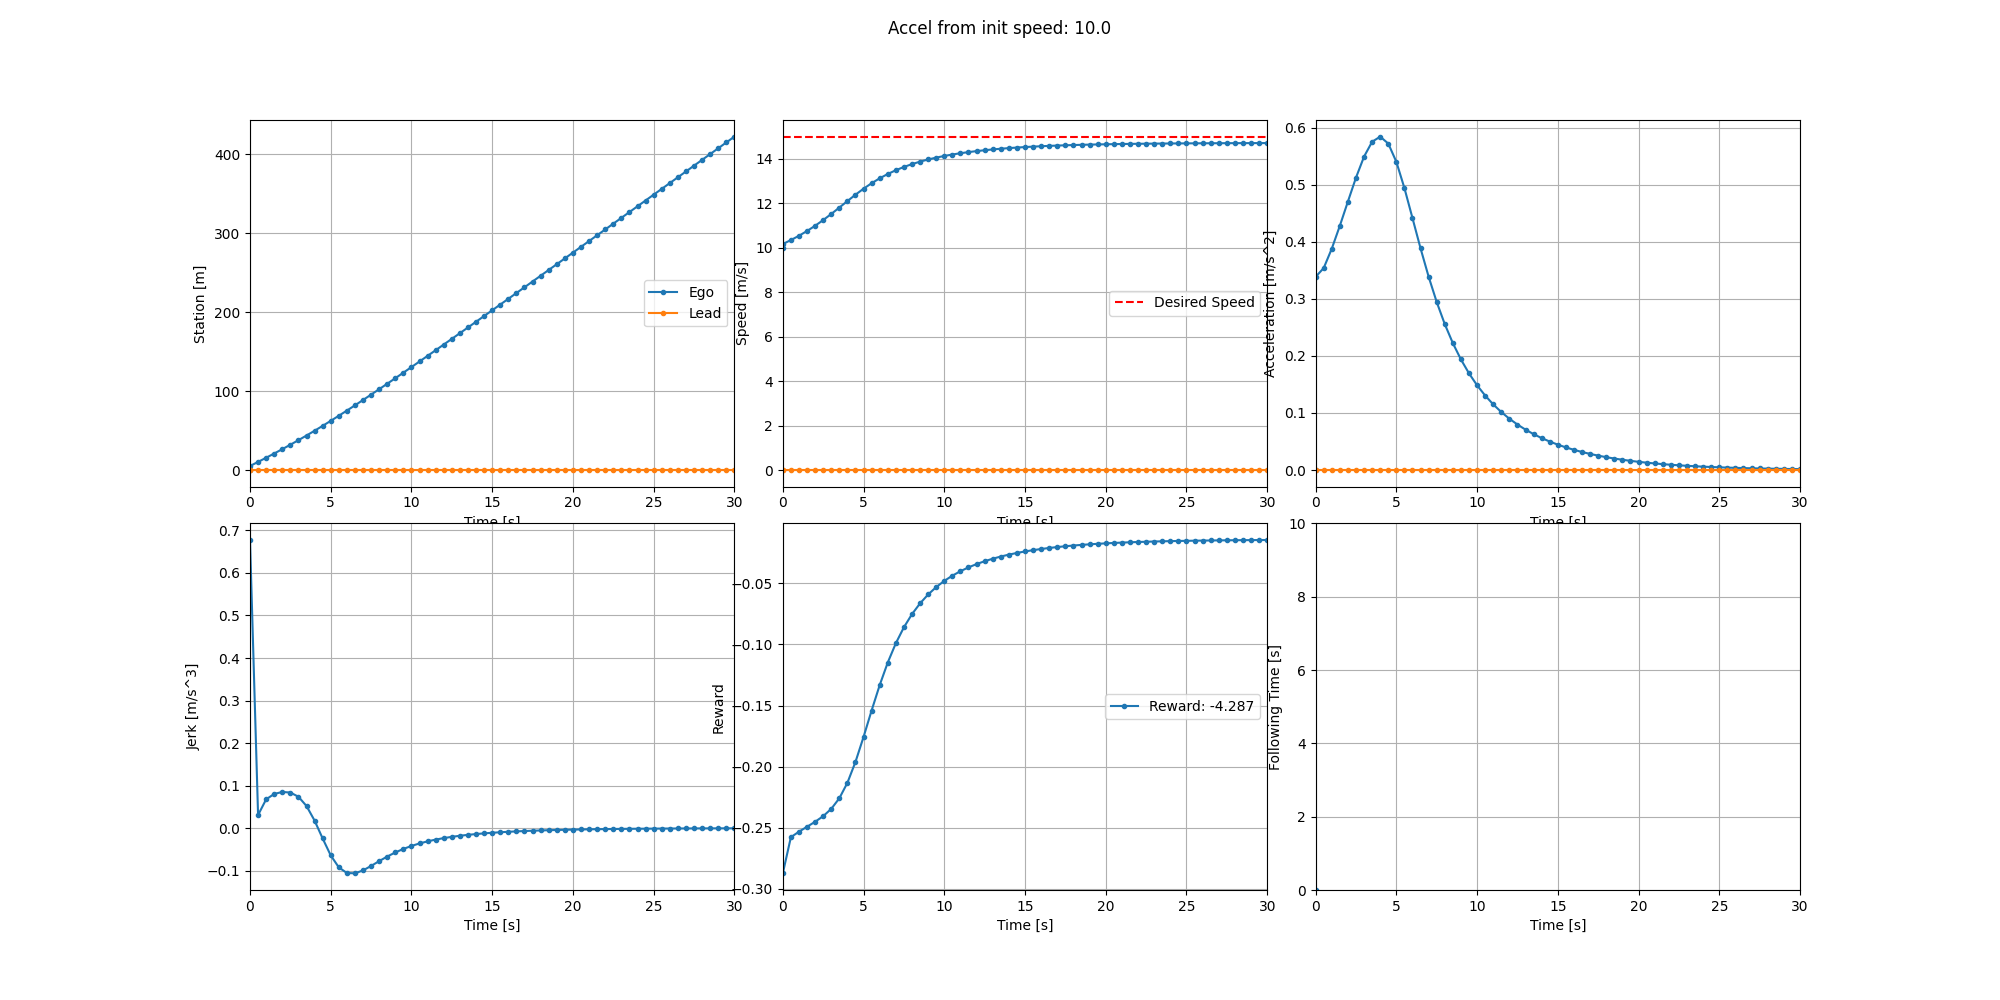 Accel from init speed: 10.0
Station [m]
400
300
200
100
0
Ego
Lead
0 5 10 15 20 25 30
Time [s]
Speed [m/s]
14
12
10
8
6
4
2
0
Desired Speed
0 5 10 15 20 25 30
Time [s]
Acceleration [m/s^2]
0.6
0.5
0.4
0.3
0.2
0.1
0.0
0 5 10 15 20 25 30
Time [s]
Jerk [m/s^3]
0.7
0.6
0.5
0.4
0.3
0.2
0.1
0.0
−0.1
0 5 10 15 20 25 30
Time [s]
Reward
−0.05
−0.10
−0.15
−0.20
−0.25
−0.30
Reward: -4.287
0 5 10 15 20 25 30
Time [s]
Following Time [s]
10
8
6
4
2
0
0 5 10 15 20 25 30
Time [s]